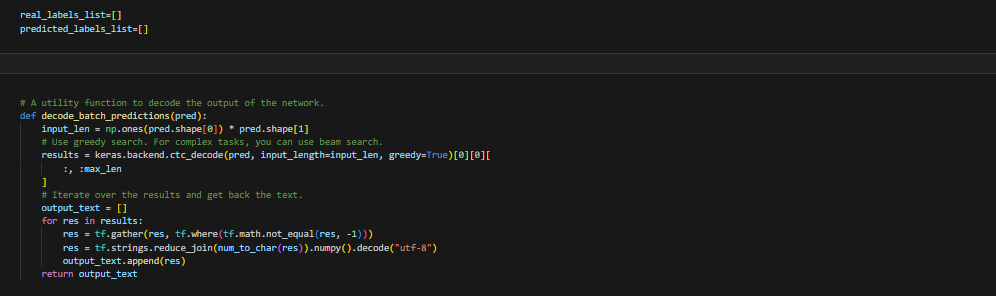 real_labels_list=[]
predicted_labels_list=[]
# A utility function to decode the output of the network.
def decode_batch_predictions(pred):
    input_len = np.ones(pred.shape[0]) * pred.shape[1]
    # Use greedy search. For complex tasks, you can use beam search.
    results = keras.backend.ctc_decode(pred, input_length=input_len, greedy=True)[0][0][
        :, :max_len
    ]
    # Iterate over the results and get back the text.
    output_text = []
    for res in results:
        res = tf.gather(res, tf.where(tf.math.not_equal(res, -1)))
        res = tf.strings.reduce_join(num_to_char(res)).numpy().decode("utf-8")
        output_text.append(res)
    return output_text